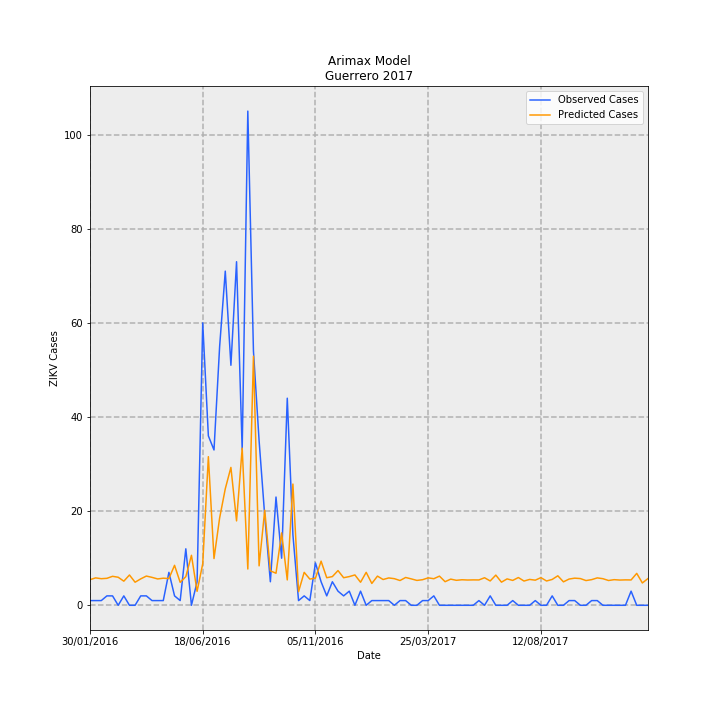 Arimax Model
Guerrero 2017
Observed Cases
Predicted Cases
100
80
60
40
20
0
ZIKV Cases
30/01/2016
18/06/2016
05/11/2016
25/03/2017
12/08/2017
Date